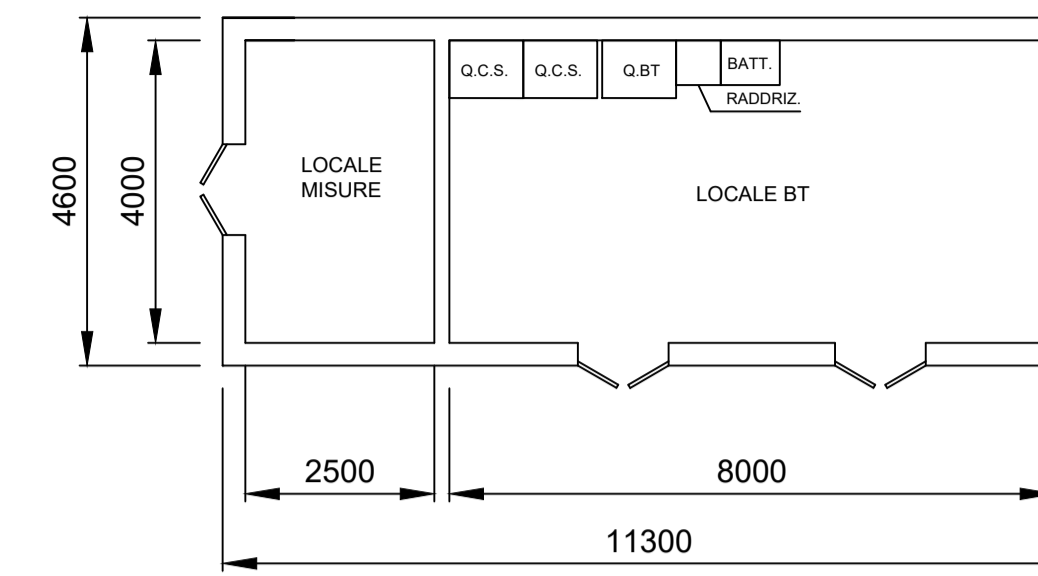 Q.C.S.
Q.C.S.
Q.BT
BATT.
RADDRIZ.
LOCALE
MISURE
LOCALE BT
4600
4000
2500
8000
11300